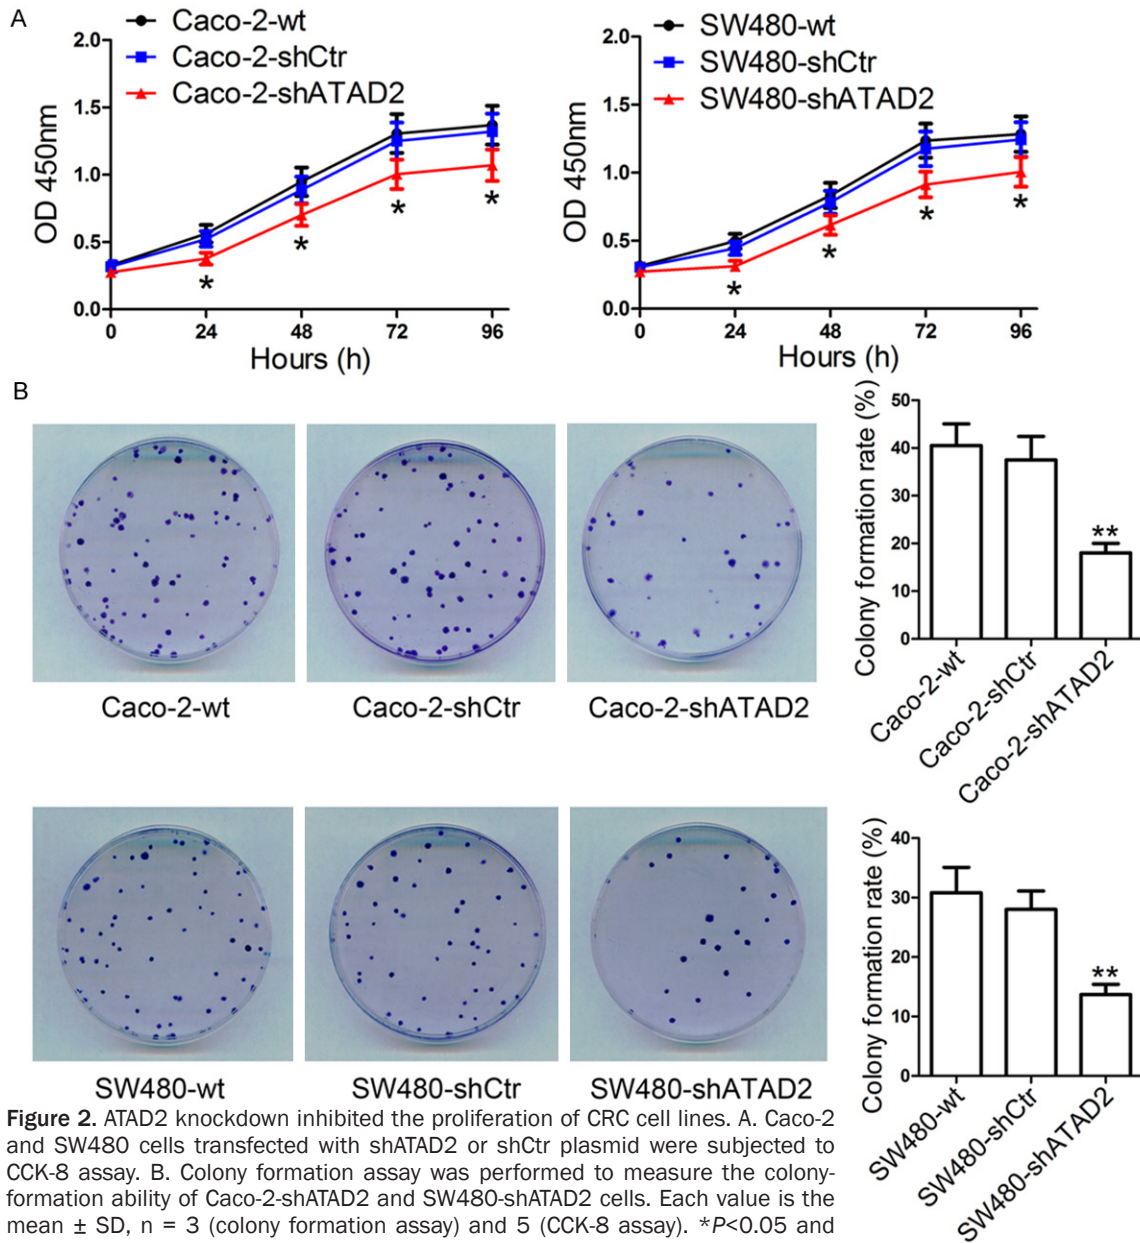 A
Caco-2-wt
Caco-2-shCtr
Caco-2-shATAD2
2.0
1.5
1.0
0.5
0.0
OD 450nm
*
*
*
*
0
24
48
72
96
Hours (h)
SW480-wt
SW480-shCtr
SW480-shATAD2
2.0
1.5
1.0
0.5
0.0
OD 450nm
*
*
*
*
0
24
48
72
96
Hours (h)
B
Caco-2-wt
Caco-2-shCtr
Caco-2-shATAD2
Colony formation rate (%)
50
40
30
20
10
0
**
Caco-2-wt
Caco-2-shCtr
Caco-2-shATAD2
SW480-wt
SW480-shCtr
SW480-shATAD2
Colony formation rate (%)
40
30
20
10
0
**
SW480-wt
SW480-shCtr
SW480-shATAD2
Figure 2. ATAD2 knockdown inhibited the proliferation of CRC cell lines. A. Caco-2
and SW480 cells transfected with shATAD2 or shCtr plasmid were subjected to
CCK-8 assay. B. Colony formation assay was performed to measure the colony-
formation ability of Caco-2-shATAD2 and SW480-shATAD2 cells. Each value is the
mean ± SD, n = 3 (colony formation assay) and 5 (CCK-8 assay). *P<0.05 and